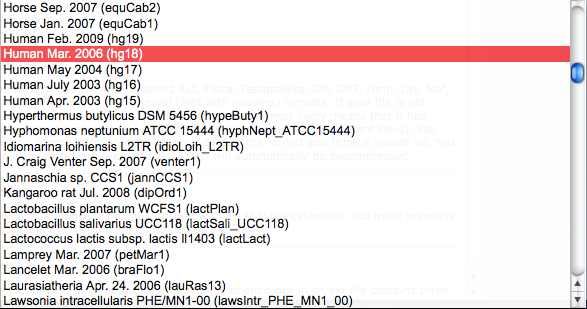 Horse Sep. 2007 (equCab2)
Horse Jan. 2007 (equCab1)
Human Feb. 2009 (hg19)
Human Mar. 2006 (hg18)
Human May 2004 (hg17)
Human July 2003 (hg16)
Human Apr. 2003 (hg15)
Hyperthermus butylicus DSM 5456 (hypeButy1)
Hyphomonas neptunium ATCC 15444 (hyphNept_ATCC15444)
Idiomarina loihiensis L2TR (idioLoih_L2TR)
J. Craig Venter Sep. 2007 (venter1)
Jannaschia sp. CCS1 (jannCCS1)
Kangaroo rat Jul. 2008 (dipOrd1)
Lactobacillus plantarum WCFS1 (lactPlan)
Lactobacillus salivarius UCC118 (lactSali_UCC118)
Lactococcus lactis subsp. lactis Il1403 (lactLact)
Lamprey Mar. 2007 (petMar1)
Lancelet Mar. 2006 (braFlo1)
Laurasiatheria Apr. 24. 2006 (lauRas13)
Lawsonia intracellularis PHE/MN1-00 (lawsIntr_PHE_MN1_00)